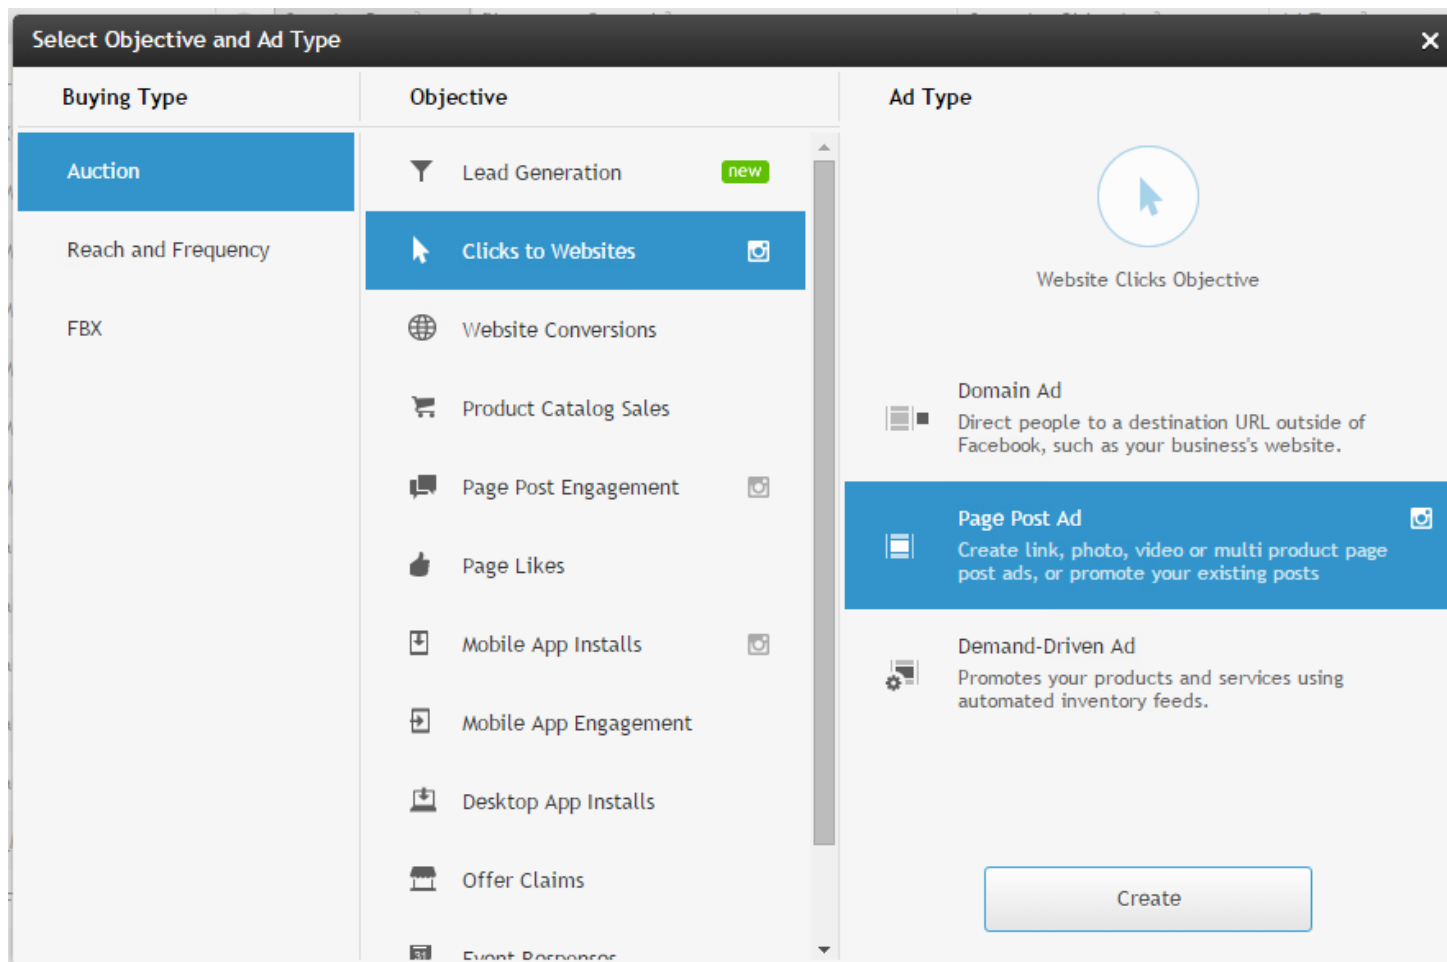 Select Objective and Ad Type
Buying Type
Objective
Ad Type
Auction
Reach and Frequency
FBX
Lead Generation
new
Clicks to Websites
Website Conversions
Product Catalog Sales
Page Post Engagement
Page Likes
Mobile App Installs
Mobile App Engagement
Desktop App Installs
Offer Claims
31
Event Responses
Website Clicks Objective
Domain Ad
Direct people to a destination URL outside of
Facebook, such as your business's website.
Page Post Ad
Create link, photo, video or multi product page
post ads, or promote your existing posts
Demand-Driven Ad
Promotes your products and services using
automated inventory feeds.
Create